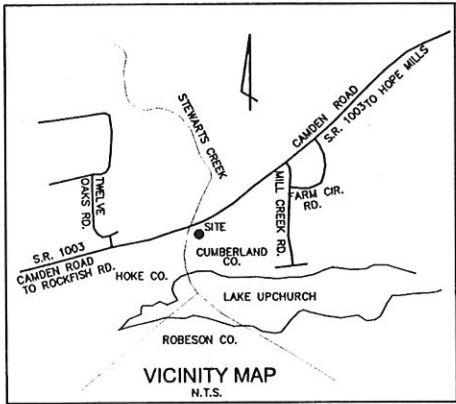 STEWARTS CREEK
CAMDEN ROAD
S.R. 1003 TO HOPE MILLS
TWELVE
OAKS RD.
MILL CREEK RD.
FARM CIR.
RD.
SITE
S.R. 1003
CAMDEN ROAD
TO ROCKFISH RD.
CUMBERLAND
CO.
HOKE CO.
LAKE UPCHURCH
ROBESON CO.
VICINITY MAP
N.T.S.